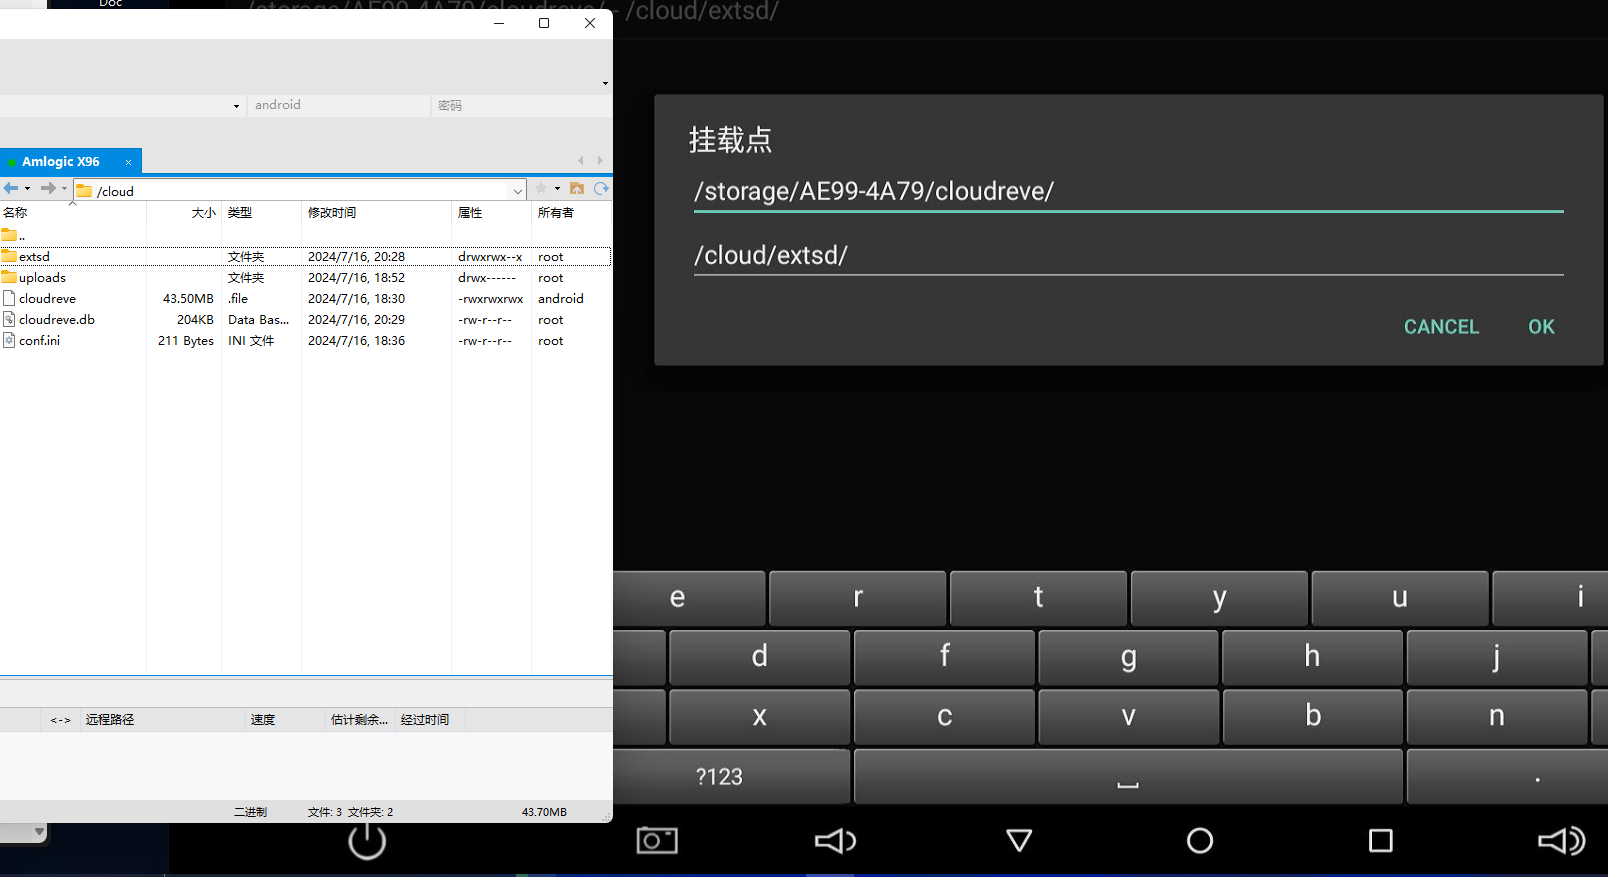 Doc
/storage/AE99-4A79/cloudreve/ - /cloud/extsd/
android
密码
Amlogic X96
/cloud
名称 大小 类型 修改时间 属性 所有者
..
extsd 文件夹 2024/7/16, 20:28 drwxrwx--x root
uploads 文件夹 2024/7/16, 18:52 drwx------ root
cloudreve 43.50MB .file 2024/7/16, 18:30 -rwxrwxrwx android
cloudreve.db 204KB Data Bas... 2024/7/16, 20:29 -rw-r--r-- root
conf.ini 211 Bytes INI 文件 2024/7/16, 18:36 -rw-r--r-- root
<-> 远程路径 速度 估计剩余... 经过时间
二进制 文件: 3 文件夹: 2 43.70MB
挂载点
/storage/AE99-4A79/cloudreve/
/cloud/extsd/
CANCEL OK
e r t y u i
d f g h j
x c v b n
?123 .